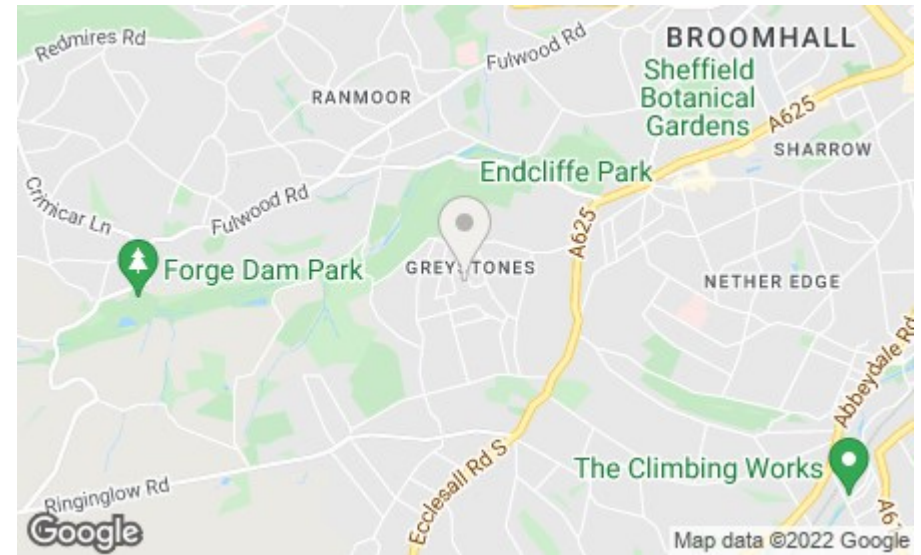 Redmires Rd
Fulwood Rd
BROOMHALL
RANMOOR
Sheffield
Botanical
Gardens
A625
SHARROW
Endcliffe Park
Crimicar Ln
Fulwood Rd
A625
Forge Dam Park
GREYSTONES
NETHER EDGE
Abbeydale Rd
Ecclesall Rd S
The Climbing Works
Ringinglow Rd
A61
Google
Map data ©2022 Google